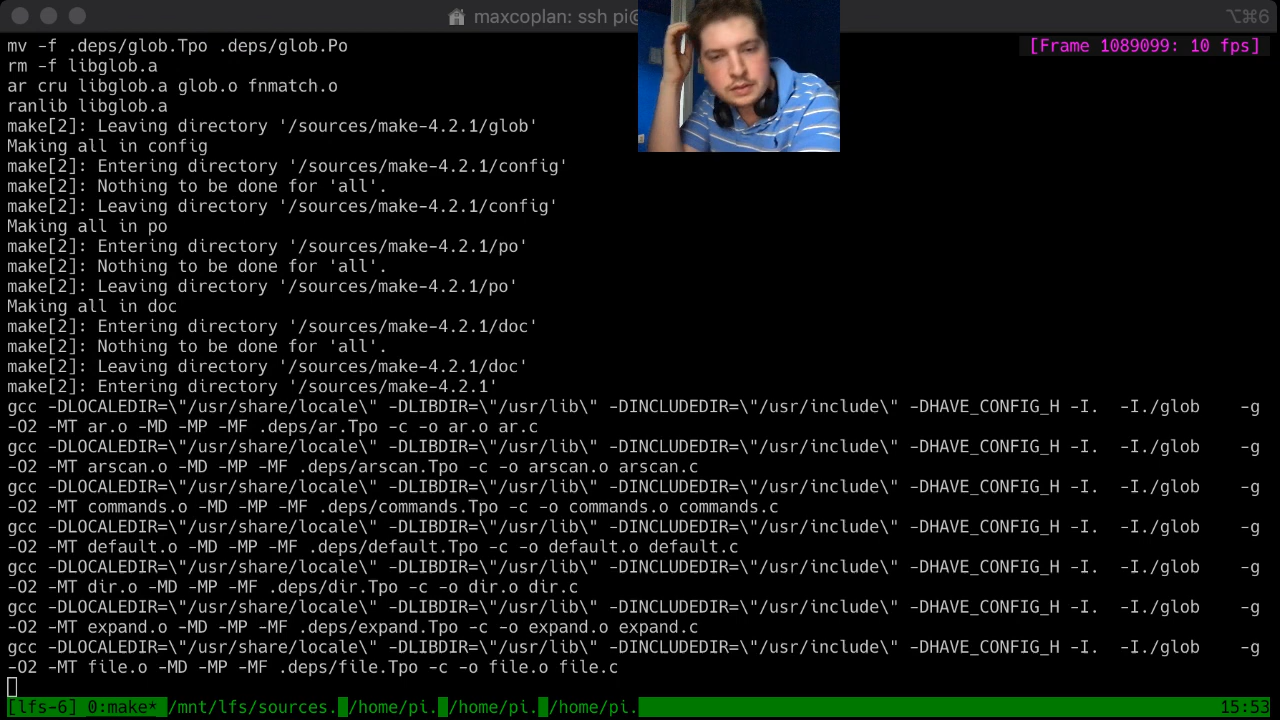 maxcoplan: ssh pi@
⌥⌘6
mv -f .deps/glob.Tpo .deps/glob.Po
[Frame 1089099: 10 fps]
rm -f libglob.a
ar cru libglob.a glob.o fnmatch.o
ranlib libglob.a
make[2]: Leaving directory '/sources/make-4.2.1/glob'
Making all in config
make[2]: Entering directory '/sources/make-4.2.1/config'
make[2]: Nothing to be done for 'all'.
make[2]: Leaving directory '/sources/make-4.2.1/config'
Making all in po
make[2]: Entering directory '/sources/make-4.2.1/po'
make[2]: Nothing to be done for 'all'.
make[2]: Leaving directory '/sources/make-4.2.1/po'
Making all in doc
make[2]: Entering directory '/sources/make-4.2.1/doc'
make[2]: Nothing to be done for 'all'.
make[2]: Leaving directory '/sources/make-4.2.1/doc'
make[2]: Entering directory '/sources/make-4.2.1'
gcc -DLOCALEDIR=\"/usr/share/locale\" -DLIBDIR=\"/usr/lib\" -DINCLUDEDIR=\"/usr/include\" -DHAVE_CONFIG_H -I.  -I./glob    -g
-O2 -MT ar.o -MD -MP -MF .deps/ar.Tpo -c -o ar.o ar.c
gcc -DLOCALEDIR=\"/usr/share/locale\" -DLIBDIR=\"/usr/lib\" -DINCLUDEDIR=\"/usr/include\" -DHAVE_CONFIG_H -I.  -I./glob    -g
-O2 -MT arscan.o -MD -MP -MF .deps/arscan.Tpo -c -o arscan.o arscan.c
gcc -DLOCALEDIR=\"/usr/share/locale\" -DLIBDIR=\"/usr/lib\" -DINCLUDEDIR=\"/usr/include\" -DHAVE_CONFIG_H -I.  -I./glob    -g
-O2 -MT commands.o -MD -MP -MF .deps/commands.Tpo -c -o commands.o commands.c
gcc -DLOCALEDIR=\"/usr/share/locale\" -DLIBDIR=\"/usr/lib\" -DINCLUDEDIR=\"/usr/include\" -DHAVE_CONFIG_H -I.  -I./glob    -g
-O2 -MT default.o -MD -MP -MF .deps/default.Tpo -c -o default.o default.c
gcc -DLOCALEDIR=\"/usr/share/locale\" -DLIBDIR=\"/usr/lib\" -DINCLUDEDIR=\"/usr/include\" -DHAVE_CONFIG_H -I.  -I./glob    -g
-O2 -MT dir.o -MD -MP -MF .deps/dir.Tpo -c -o dir.o dir.c
gcc -DLOCALEDIR=\"/usr/share/locale\" -DLIBDIR=\"/usr/lib\" -DINCLUDEDIR=\"/usr/include\" -DHAVE_CONFIG_H -I.  -I./glob    -g
-O2 -MT expand.o -MD -MP -MF .deps/expand.Tpo -c -o expand.o expand.c
gcc -DLOCALEDIR=\"/usr/share/locale\" -DLIBDIR=\"/usr/lib\" -DINCLUDEDIR=\"/usr/include\" -DHAVE_CONFIG_H -I.  -I./glob    -g
-O2 -MT file.o -MD -MP -MF .deps/file.Tpo -c -o file.o file.c
[lfs-6] 0:make* /mnt/lfs/sources. /home/pi. /home/pi. /home/pi. 15:53